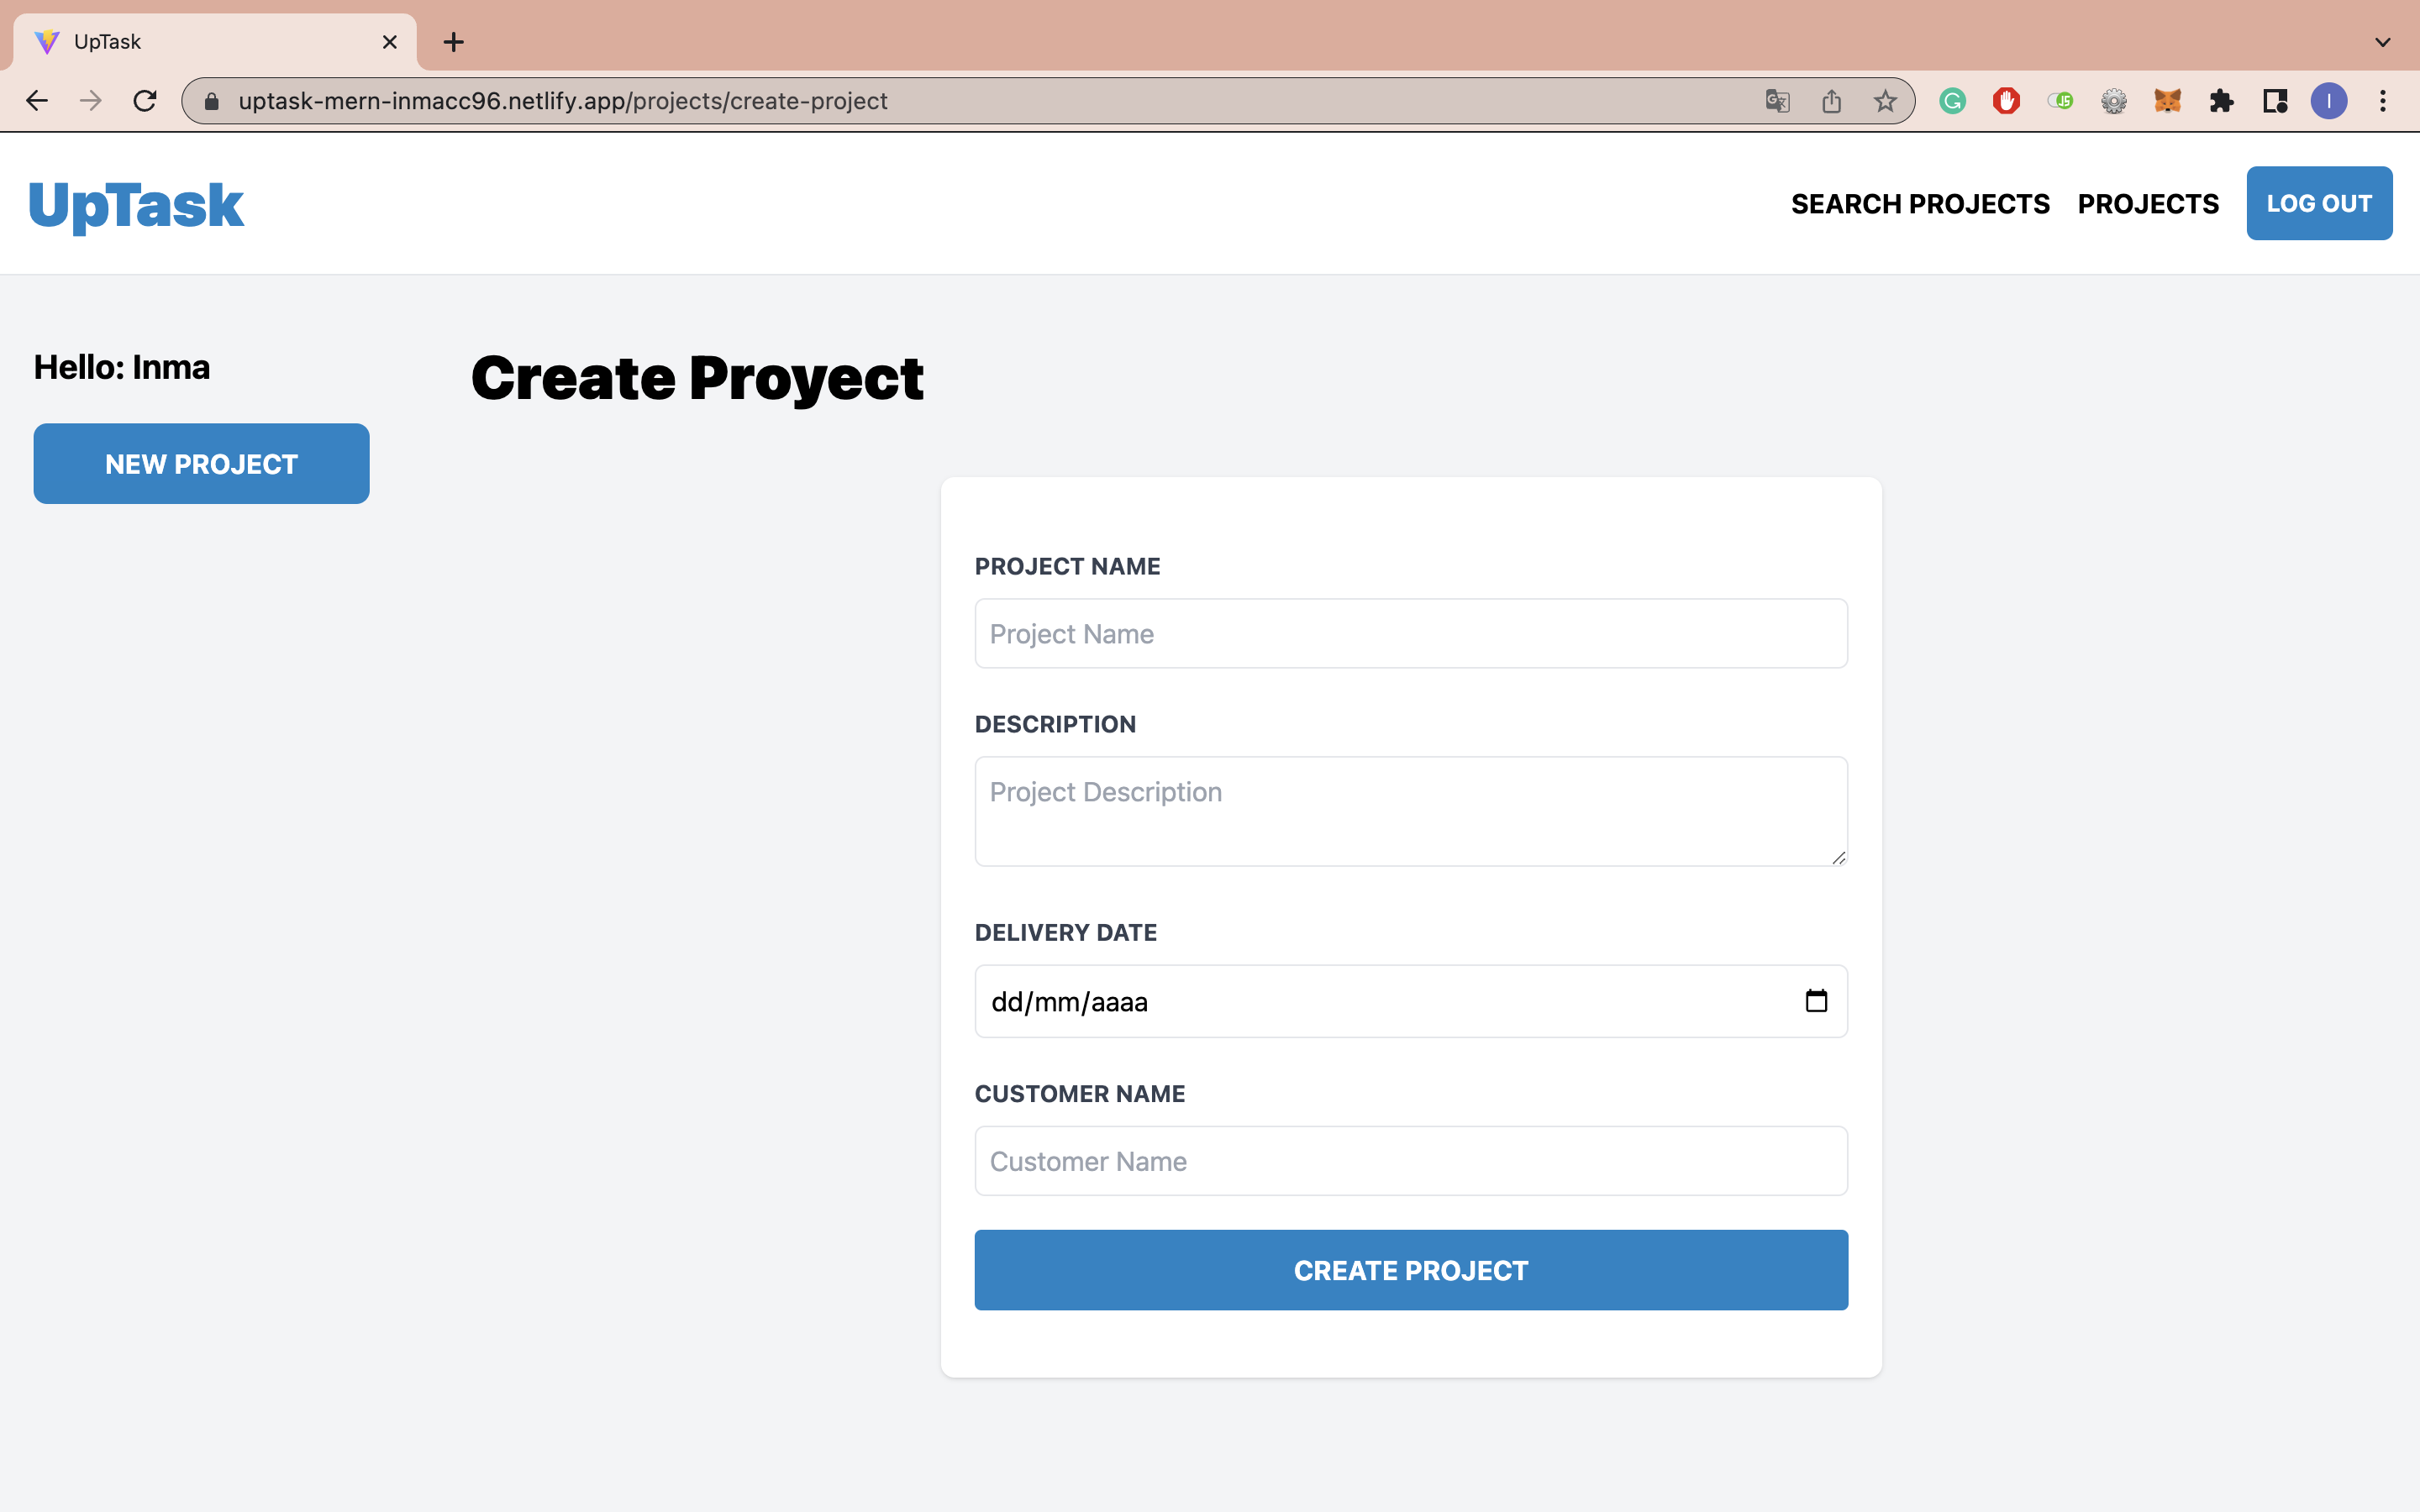 UpTask
uptask-mern-inmacc96.netlify.app/projects/create-project
I
UpTask
SEARCH PROJECTS PROJECTS LOG OUT
Hello: Inma
NEW PROJECT
Create Proyect
PROJECT NAME
Project Name
DESCRIPTION
Project Description
DELIVERY DATE
dd/mm/aaaa
CUSTOMER NAME
Customer Name
CREATE PROJECT